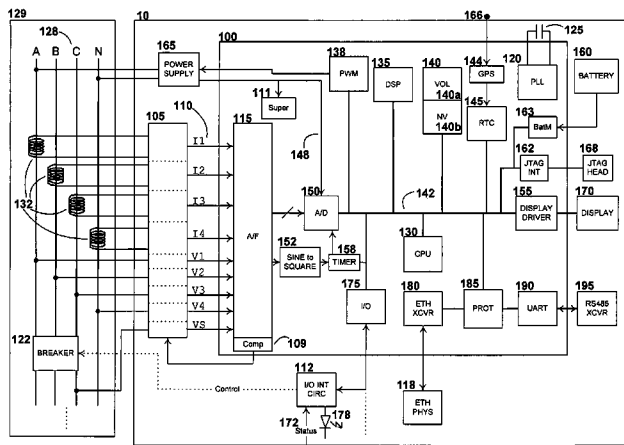 129
10
166
125
128
A B C N
165
POWER SUPPLY
100
138
PWM
135
DSP
140
VOL
140a
NV
140b
144
GPS
145
RTC
120
PLL
160
BATTERY
163
BatM
111
Super
105
110
115
148
162
JTAG INT
168
JTAG HEAD
132
I1
I2
I3
I4
V1
V2
V3
V4
VS
A/F
150
A/D
142
155
DISPLAY DRIVER
170
DISPLAY
130
CPU
152
SINE to SQUARE
158
TIMER
175
I/O
180
ETH XCVR
185
PROT
190
UART
195
RS485 XCVR
122
BREAKER
Comp
109
Control
112
I/O INT CIRC
178
172
Status
118
ETH PHYS